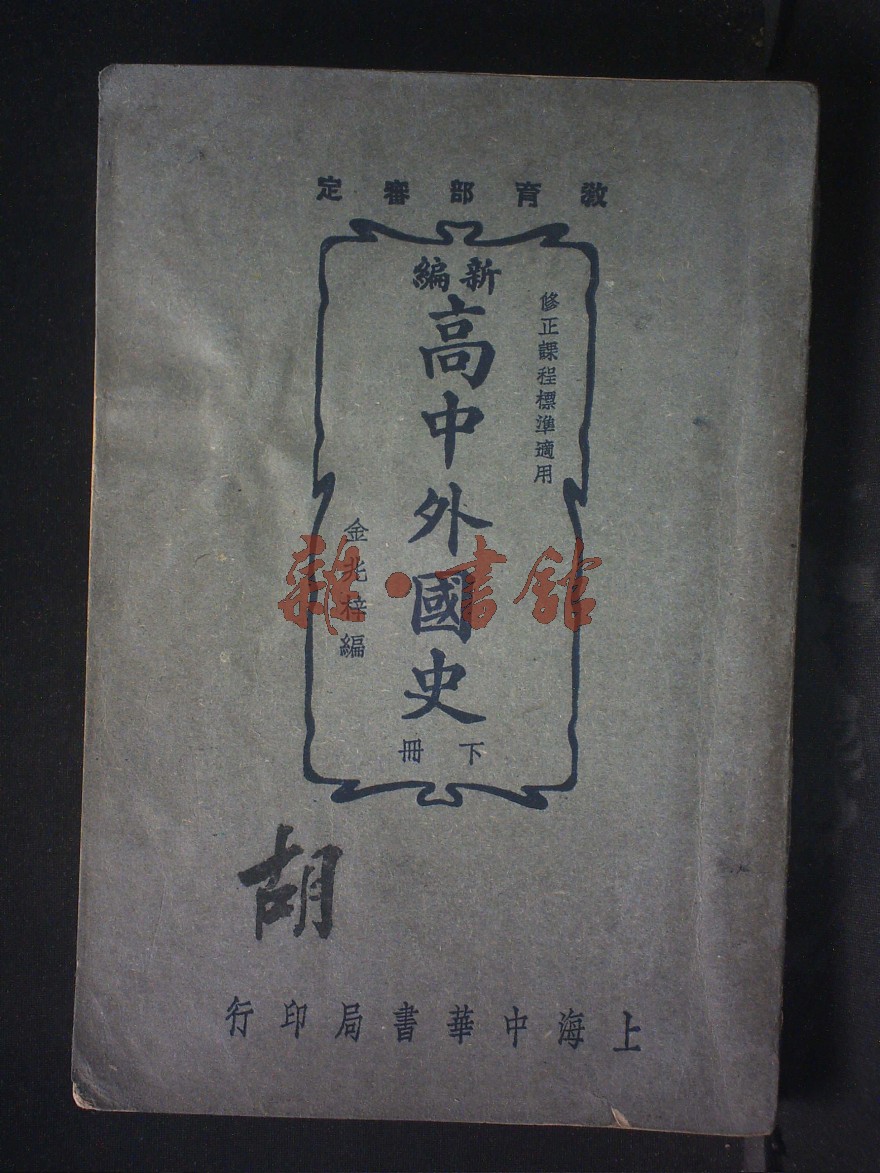 教育部審定
修正課程標準適用
新編
高中外國史
下冊
金兆梓編
雜·書館
胡
上海中華書局印行